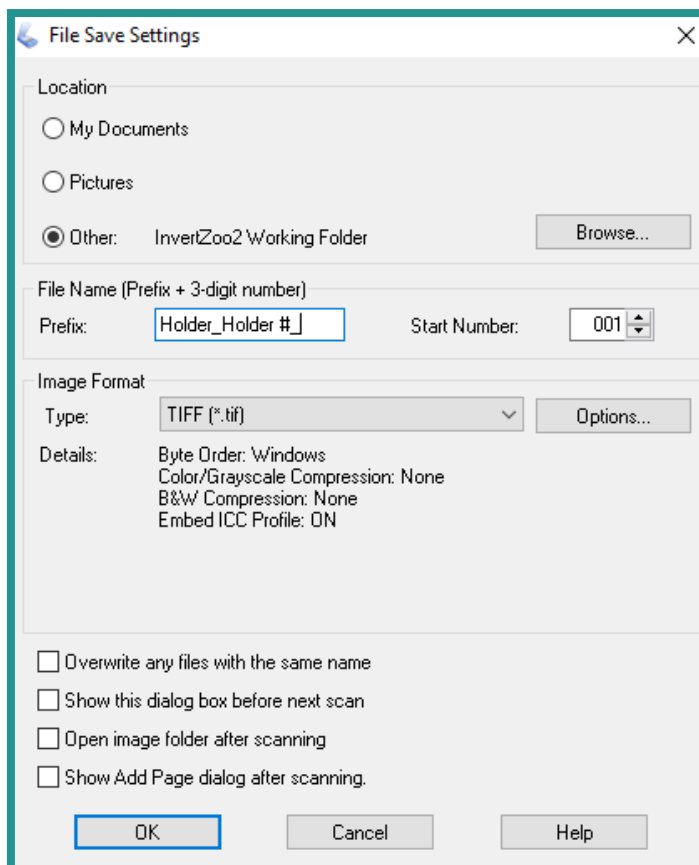 File Save Settings
Location
My Documents
Pictures
Other: InvertZoo2 Working Folder Browse...
File Name (Prefix + 3-digit number)
Prefix: Holder_Holder #_ Start Number: 001
Image Format
Type: TIFF (*.tif) Options...
Details: Byte Order: Windows
Color/Grayscale Compression: None
B&W Compression: None
Embed ICC Profile: ON
Overwrite any files with the same name
Show this dialog box before next scan
Open image folder after scanning
Show Add Page dialog after scanning.
OK Cancel Help